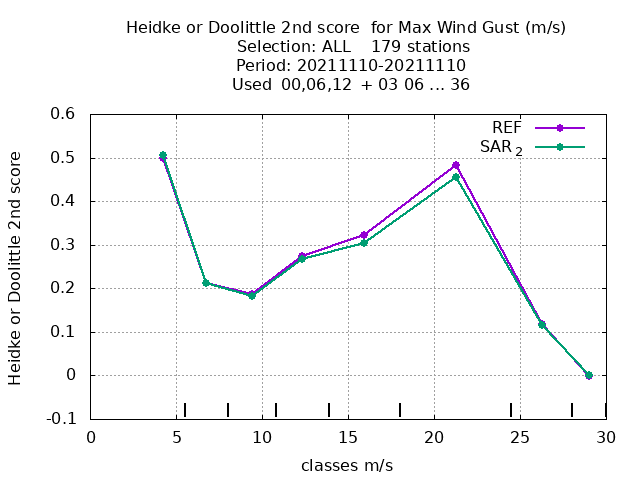 Heidke or Doolittle 2nd score  for Max Wind Gust (m/s)
Selection: ALL    179 stations
Period: 20211110-20211110
Used  00,06,12  + 03 06 ... 36
REF
SAR 2
0.6
0.5
0.4
0.3
0.2
0.1
0
-0.1
Heidke or Doolittle 2nd score
0 5 10 15 20 25 30
classes m/s